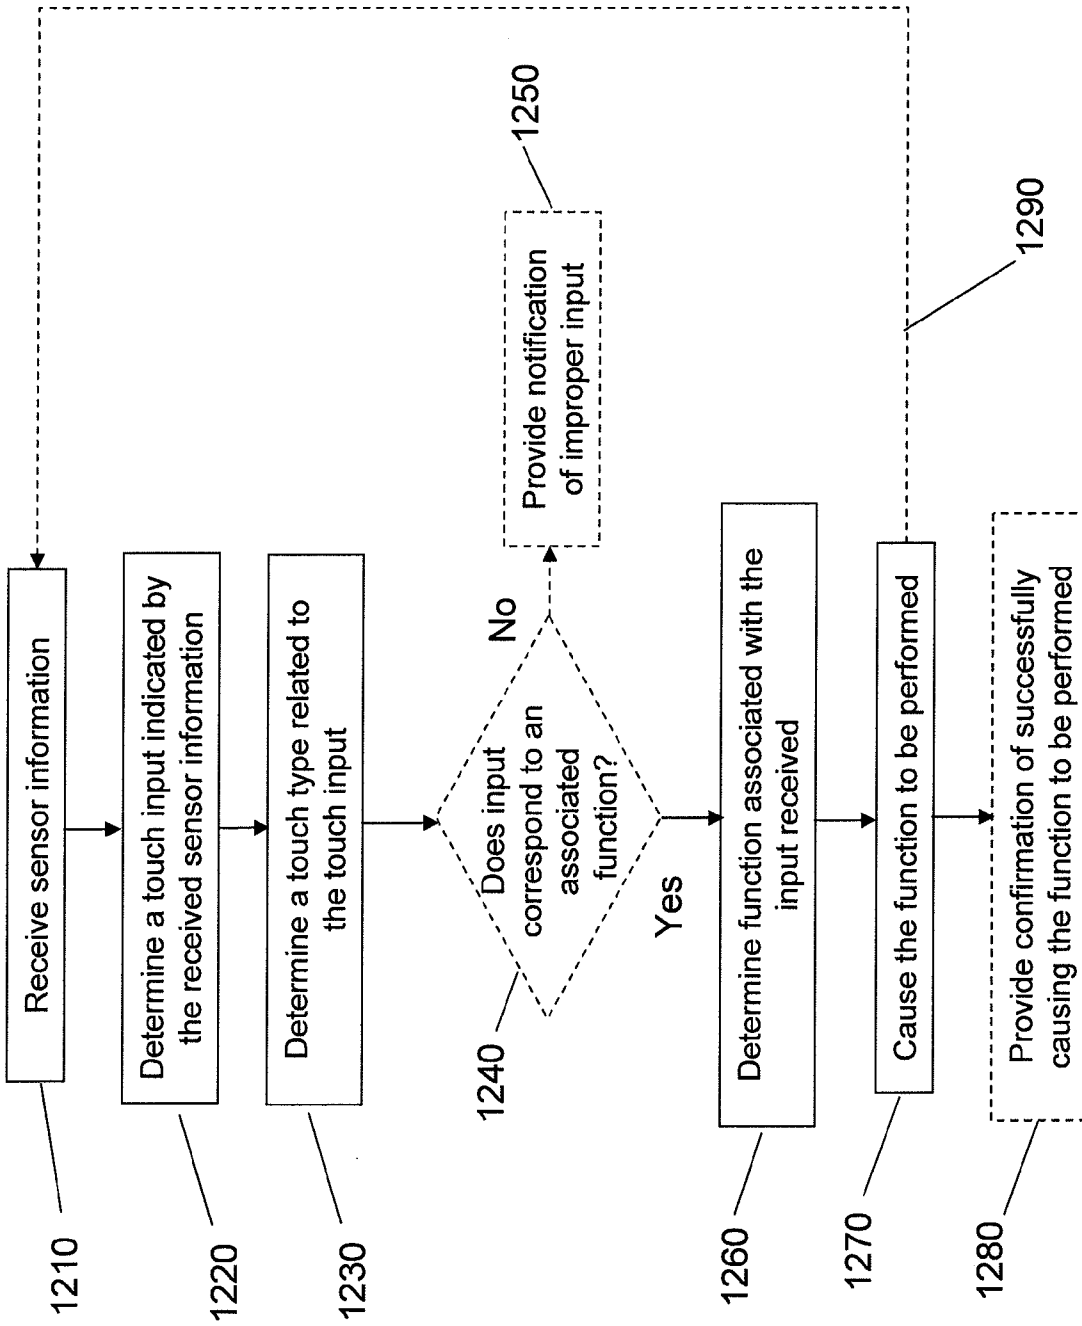 1210
Receive sensor information
1220
Determine a touch input indicated by
the received sensor information
1230
Determine a touch type related to
the touch input
1240
Does input
correspond to an
associated
function?
No
1250
Provide notification
of improper input
Yes
1260
Determine function associated with the
input received
1270
Cause the function to be performed
1290
1280
Provide confirmation of successfully
causing the function to be performed